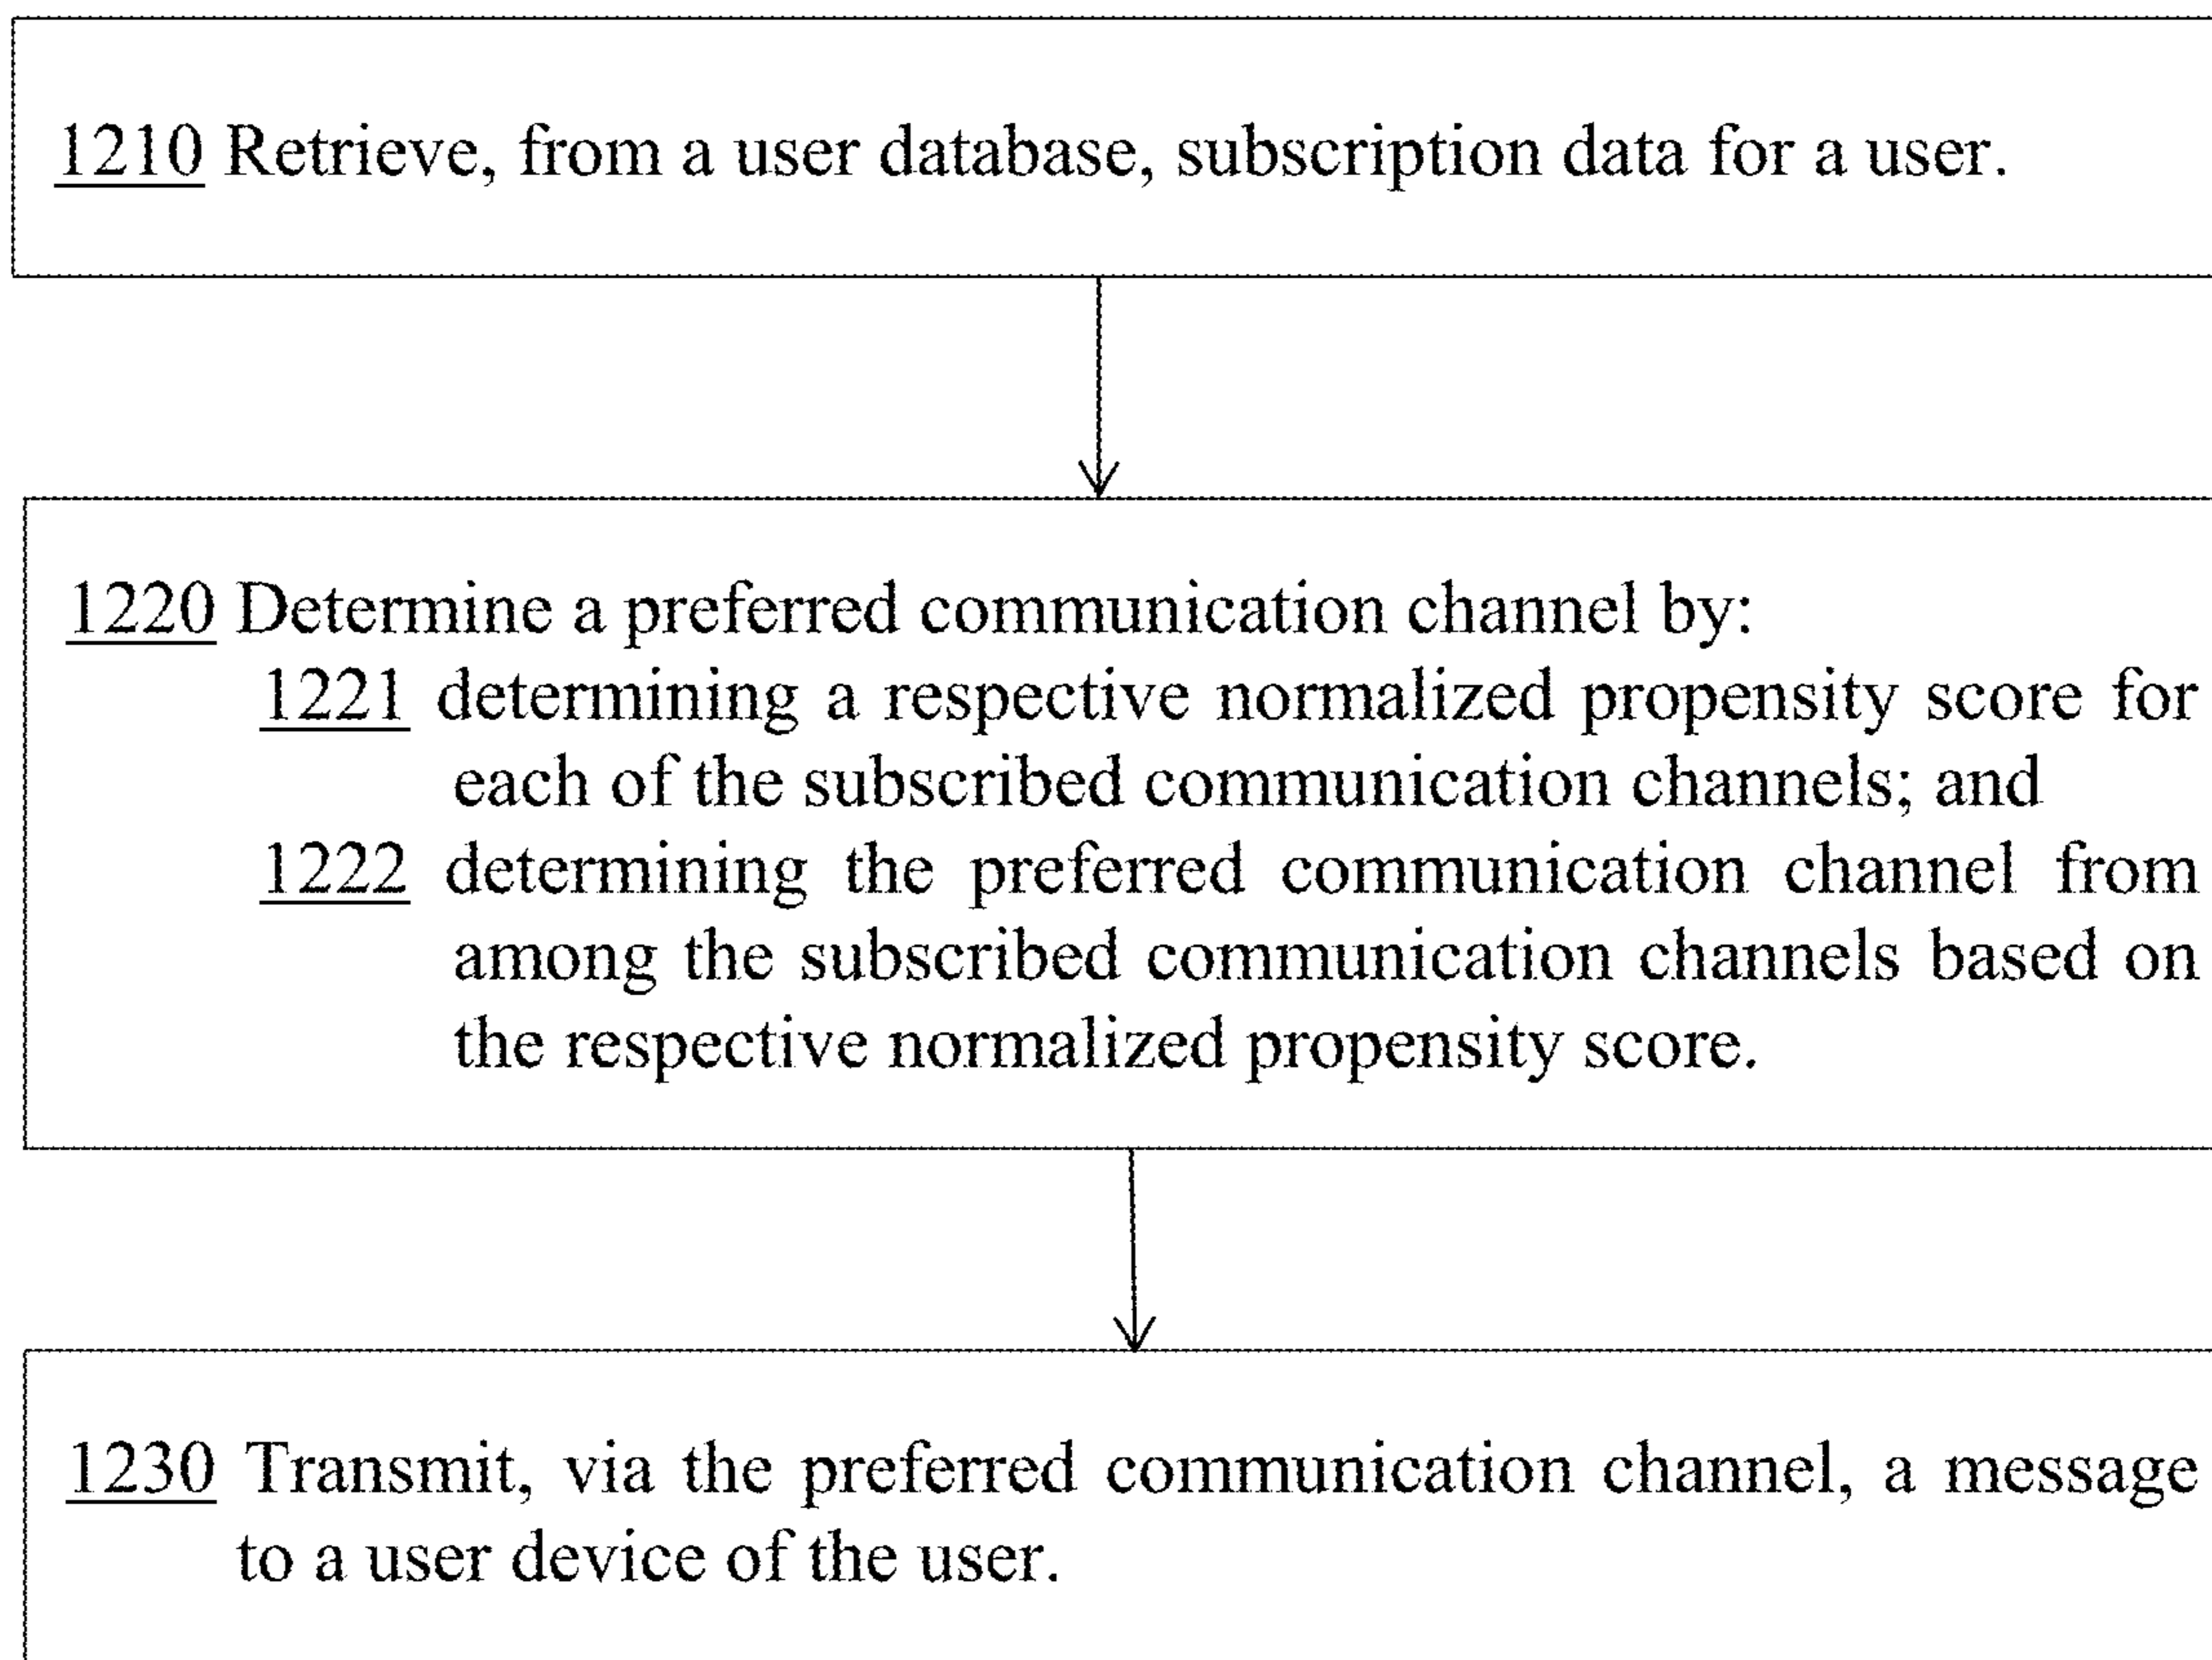 1210 Retrieve, from a user database, subscription data for a user.
1220 Determine a preferred communication channel by:
1221 determining a respective normalized propensity score for
each of the subscribed communication channels; and
1222 determining the preferred communication channel from
among the subscribed communication channels based on
the respective normalized propensity score.
1230 Transmit, via the preferred communication channel, a message
to a user device of the user.